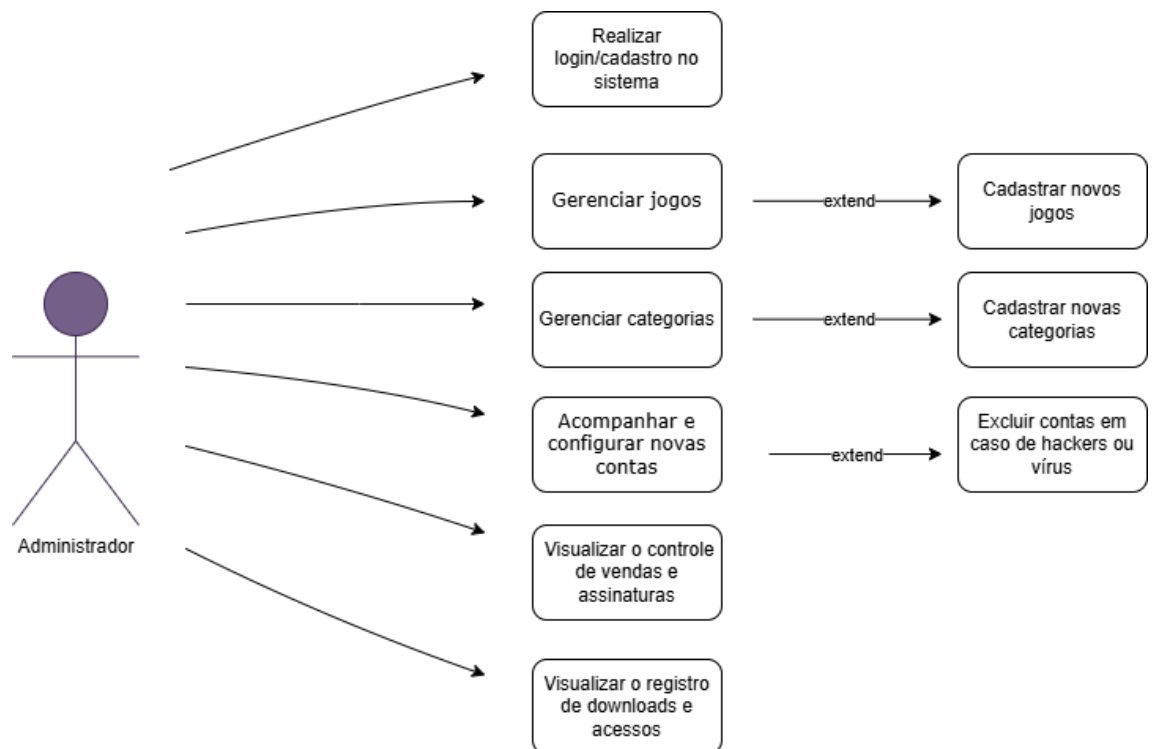 Realizar
login/cadastro no
sistema
Gerenciar jogos
extend
Cadastrar novos
jogos
Gerenciar categorias
extend
Cadastrar novas
categorias
Acompanhar e
configurar novas
contas
extend
Excluir contas em
caso de hackers ou
vírus
Administrador
Visualizar o controle
de vendas e
assinaturas
Visualizar o registro
de downloads e
acessos